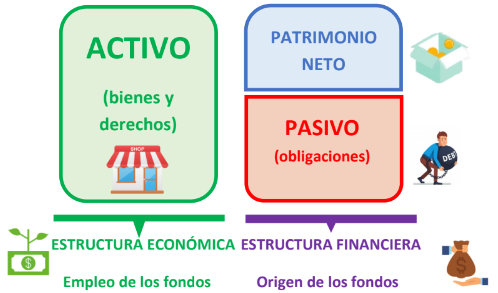 ACTIVO
(bienes y
derechos)
SHOP
PATRIMONIO
NETO
PASIVO
(obligaciones)
DEBT
ESTRUCTURA ECONÓMICA
Empleo de los fondos
ESTRUCTURA FINANCIERA
Origen de los fondos
$
$